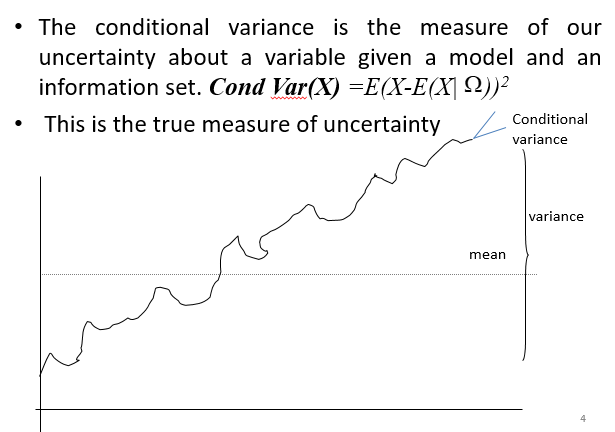 • The conditional variance is the measure of our
uncertainty about a variable given a model and an
information set. Cond Var(X) =E(X-E(X| Ω))²
• This is the true measure of uncertainty
Conditional
variance
variance
mean
4